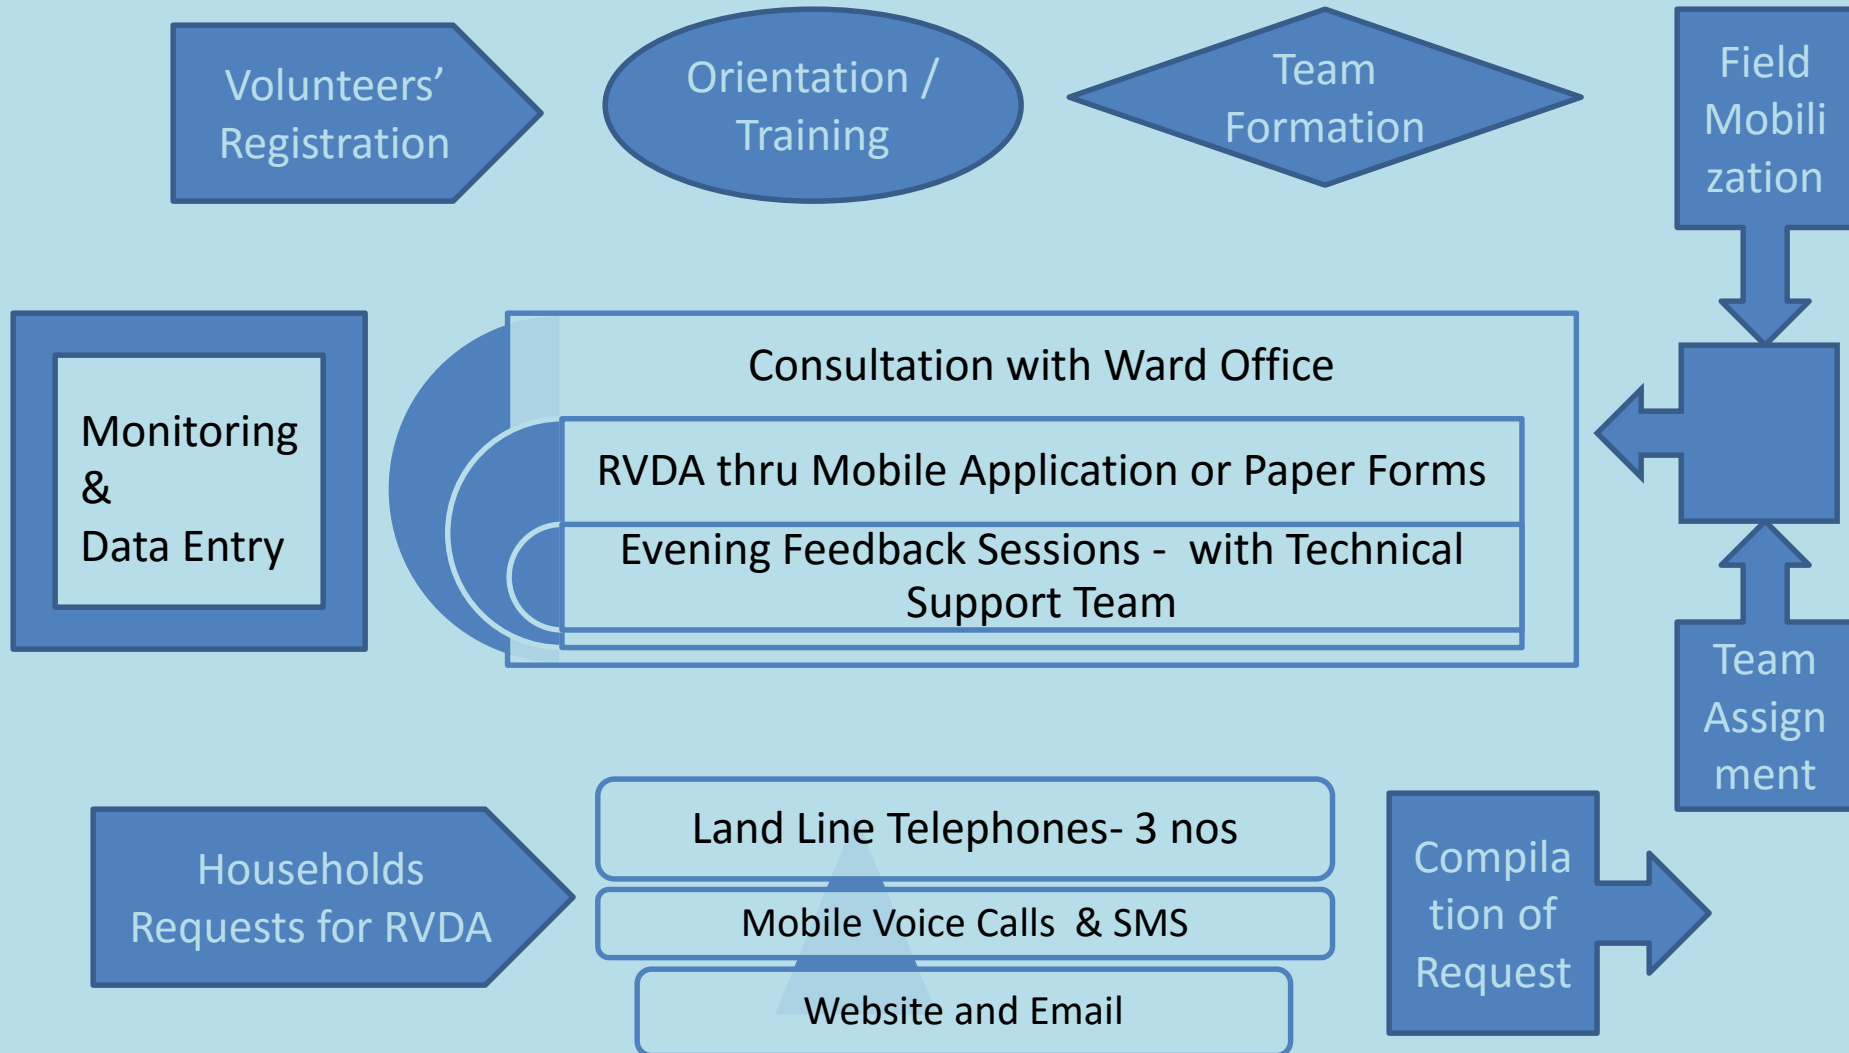 Volunteers’
Registration
Orientation /
Training
Team
Formation
Field
Mobili
zation
Monitoring
&
Data Entry
Consultation with Ward Office
RVDA thru Mobile Application or Paper Forms
Evening Feedback Sessions -  with Technical
Support Team
Team
Assign
ment
Households
Requests for RVDA
Land Line Telephones- 3 nos
Mobile Voice Calls  & SMS
Website and Email
Compila
tion of
Request